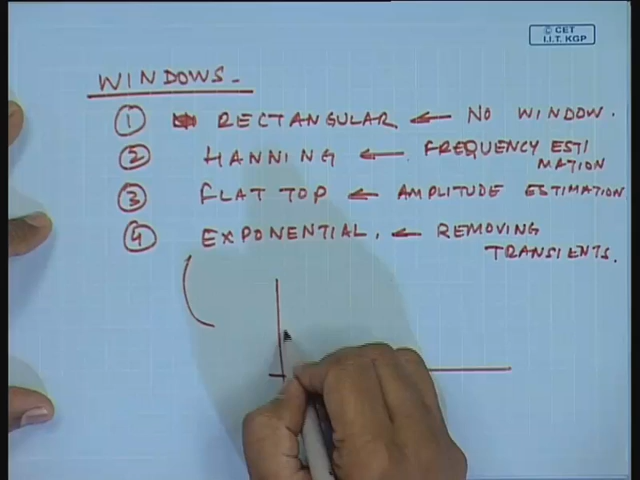 © CET
I.I.T. KGP
WINDOWS -
1 RECTANGULAR ← NO WINDOW.
2 HANNING ← FREQUENCY ESTI
MATION
3 FLAT TOP ← AMPLITUDE ESTIMATION
4 EXPONENTIAL. ← REMOVING
TRANSIENTS.